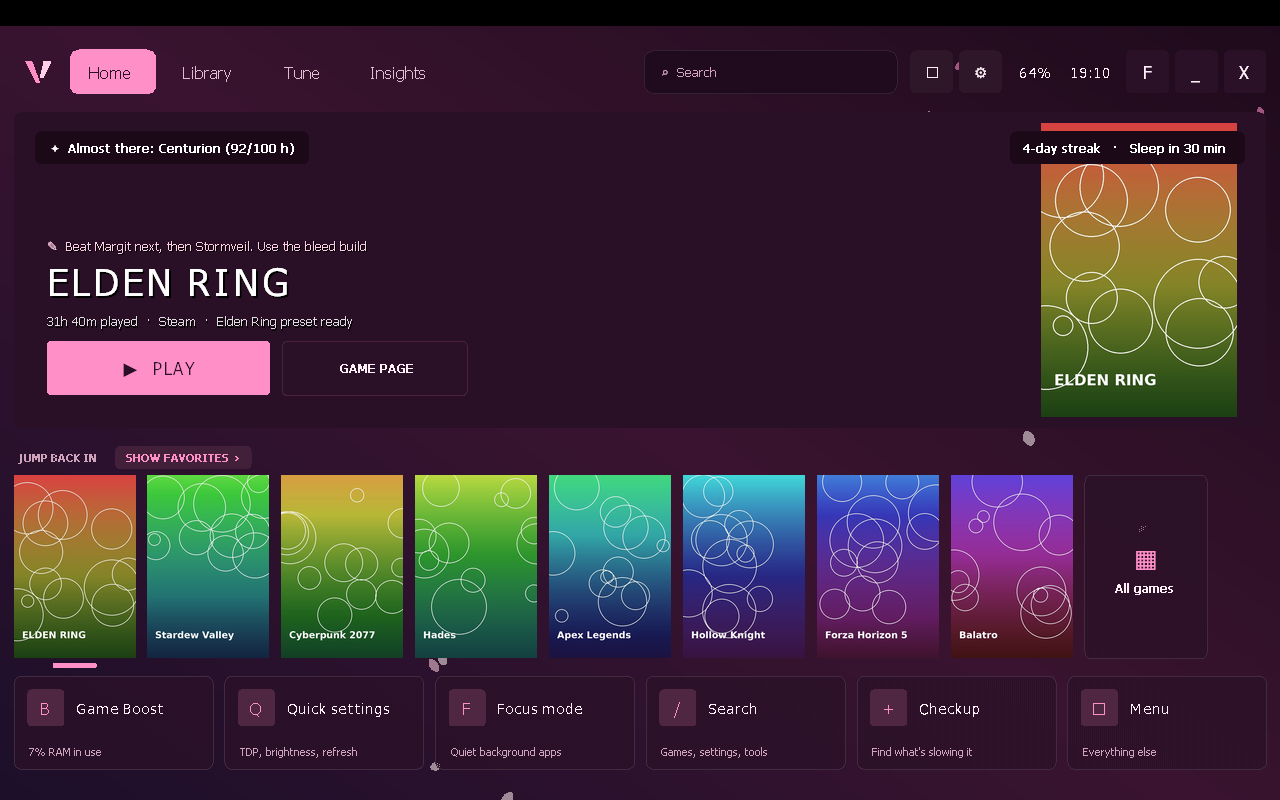 Home
Library
Tune
Insights
Search
64%
19:10
F
_
X
✦ Almost there: Centurion (92/100 h)
4-day streak · Sleep in 30 min
✎ Beat Margit next, then Stormveil. Use the bleed build
ELDEN RING
31h 40m played · Steam · Elden Ring preset ready
▶ PLAY
GAME PAGE
ELDEN RING
JUMP BACK IN
SHOW FAVORITES ›
ELDEN RING
Stardew Valley
Cyberpunk 2077
Hades
Apex Legends
Hollow Knight
Forza Horizon 5
Balatro
All games
B
Game Boost
7% RAM in use
Q
Quick settings
TDP, brightness, refresh
F
Focus mode
Quiet background apps
/
Search
Games, settings, tools
+
Checkup
Find what's slowing it
Menu
Everything else